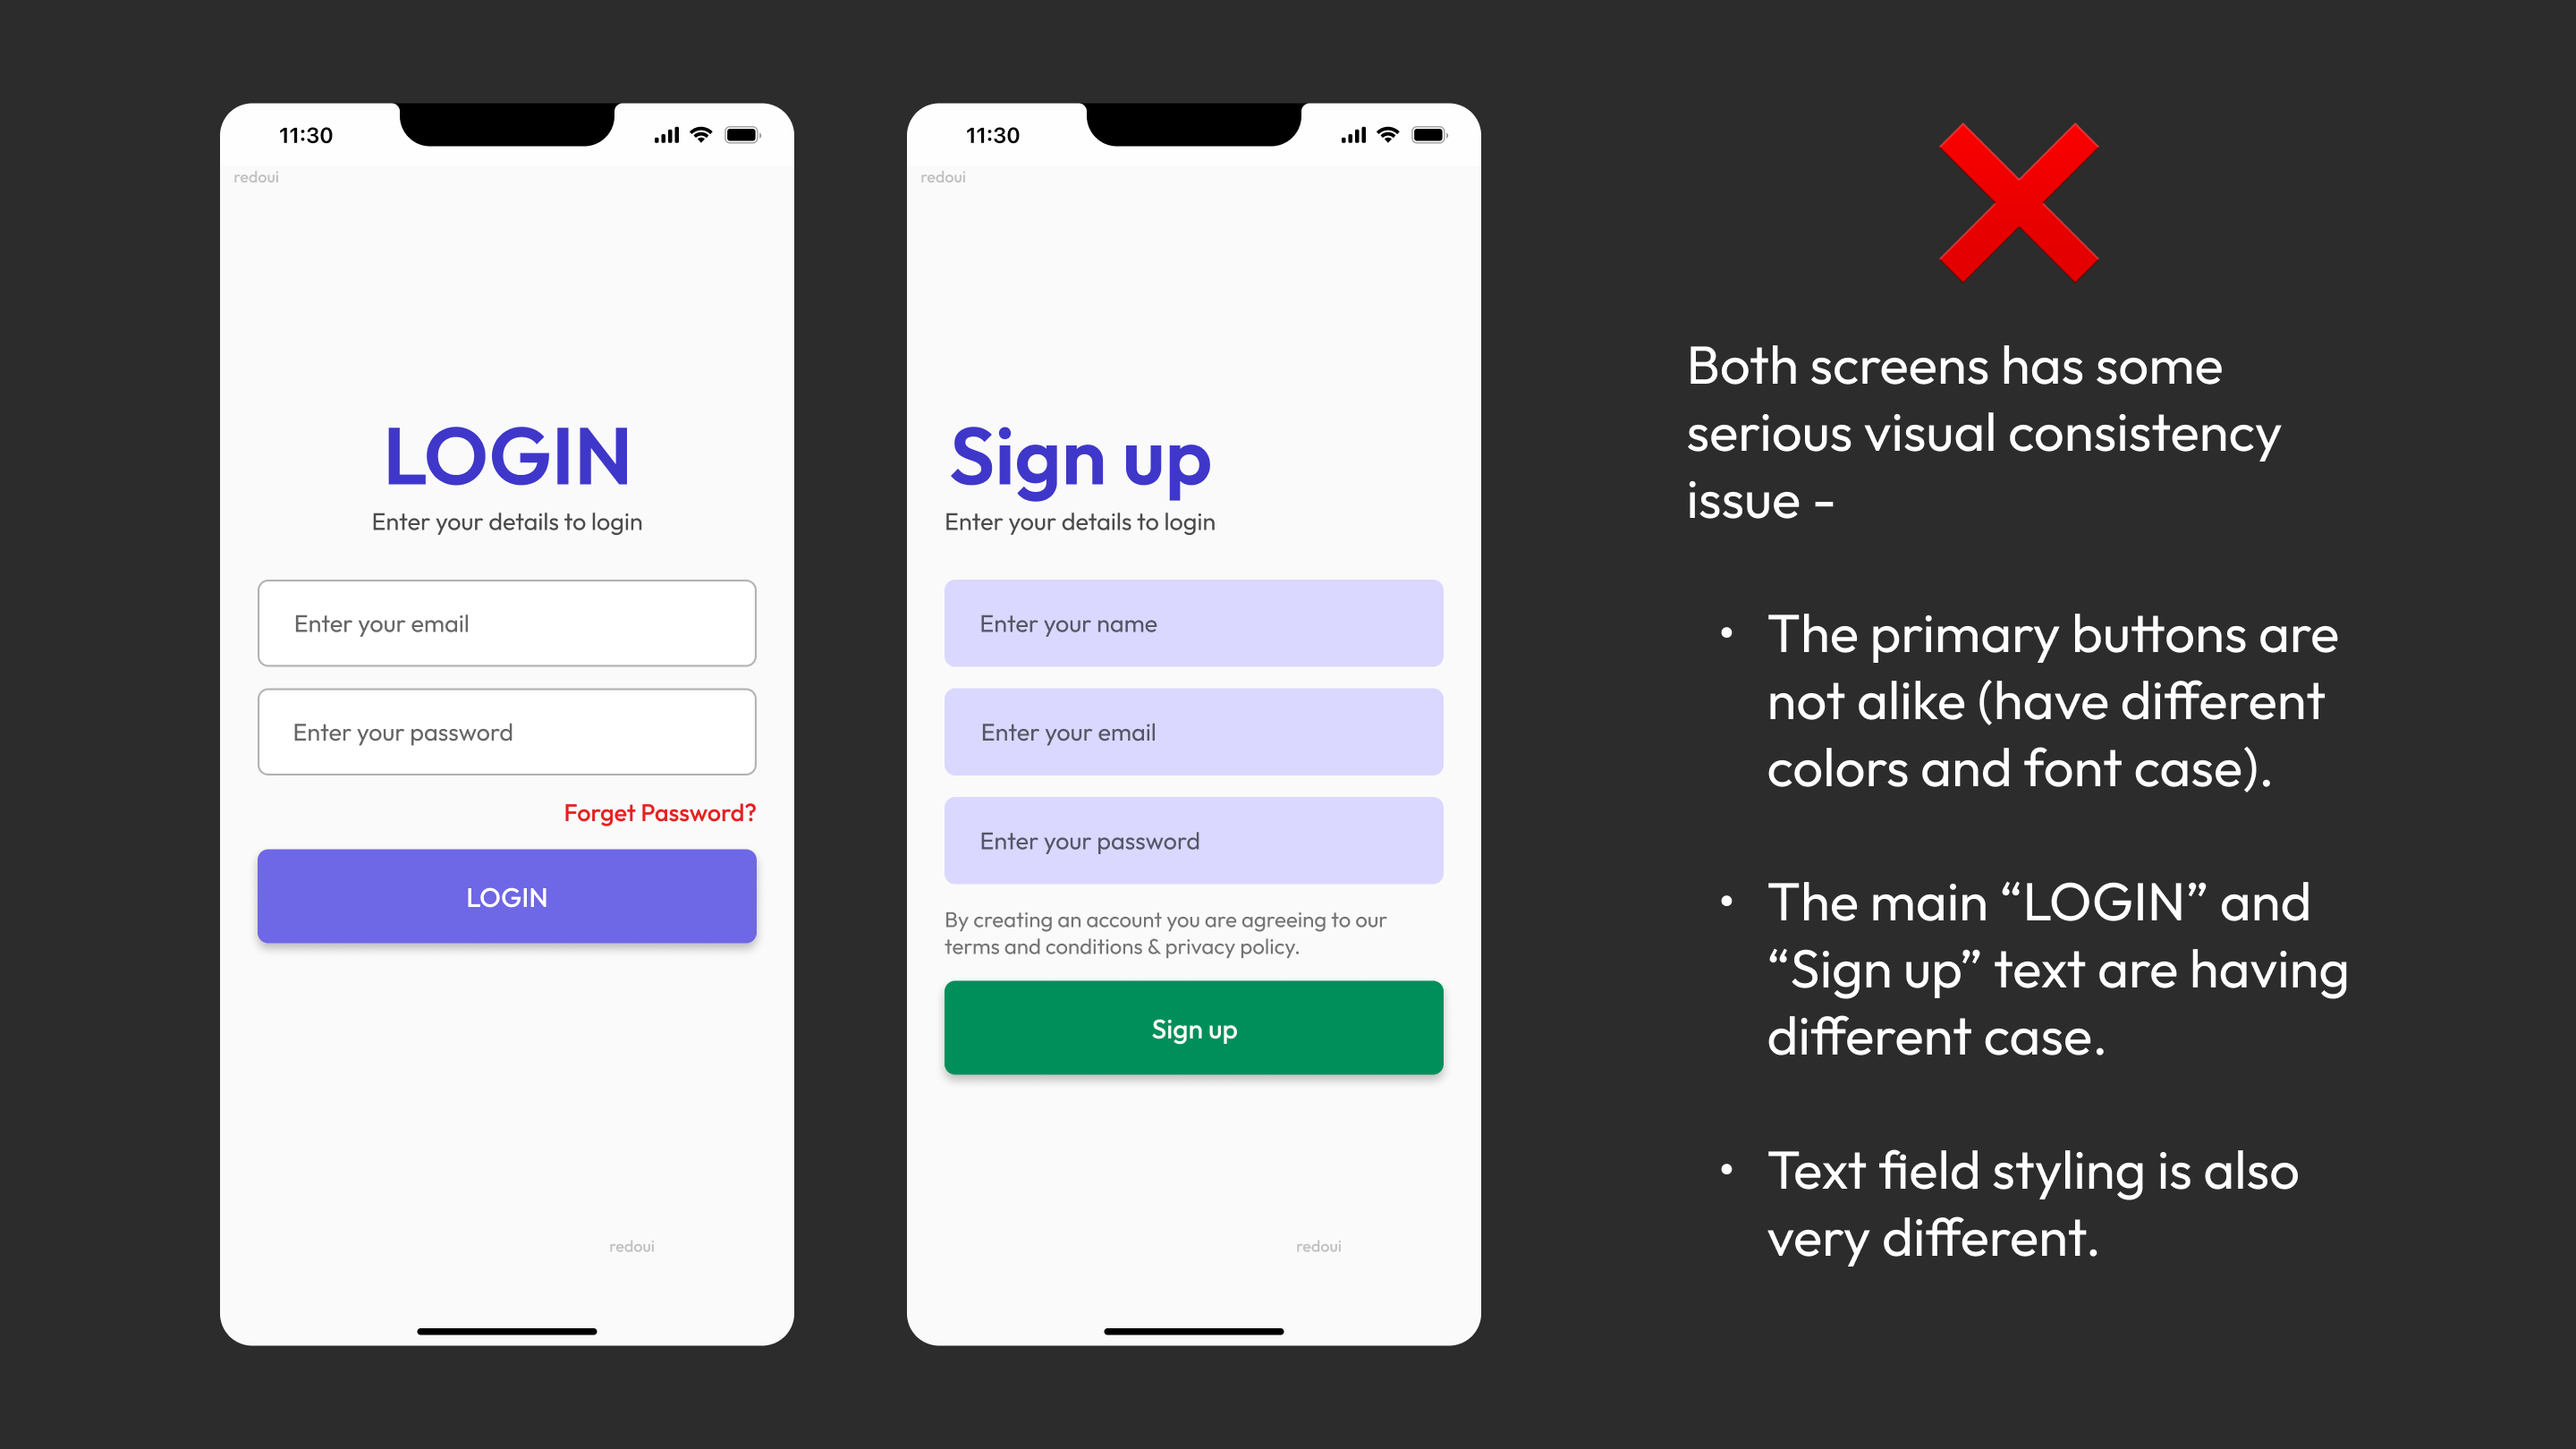 11:30
redoui
LOGIN
Enter your details to login
Enter your email
Enter your password
Forget Password?
LOGIN
redoui
11:30
redoui
Sign up
Enter your details to login
Enter your name
Enter your email
Enter your password
By creating an account you are agreeing to our
terms and conditions & privacy policy.
Sign up
redoui
Both screens has some
serious visual consistency
issue -
• The primary buttons are
not alike (have different
colors and font case).
• The main “LOGIN” and
“Sign up” text are having
different case.
• Text field styling is also
very different.